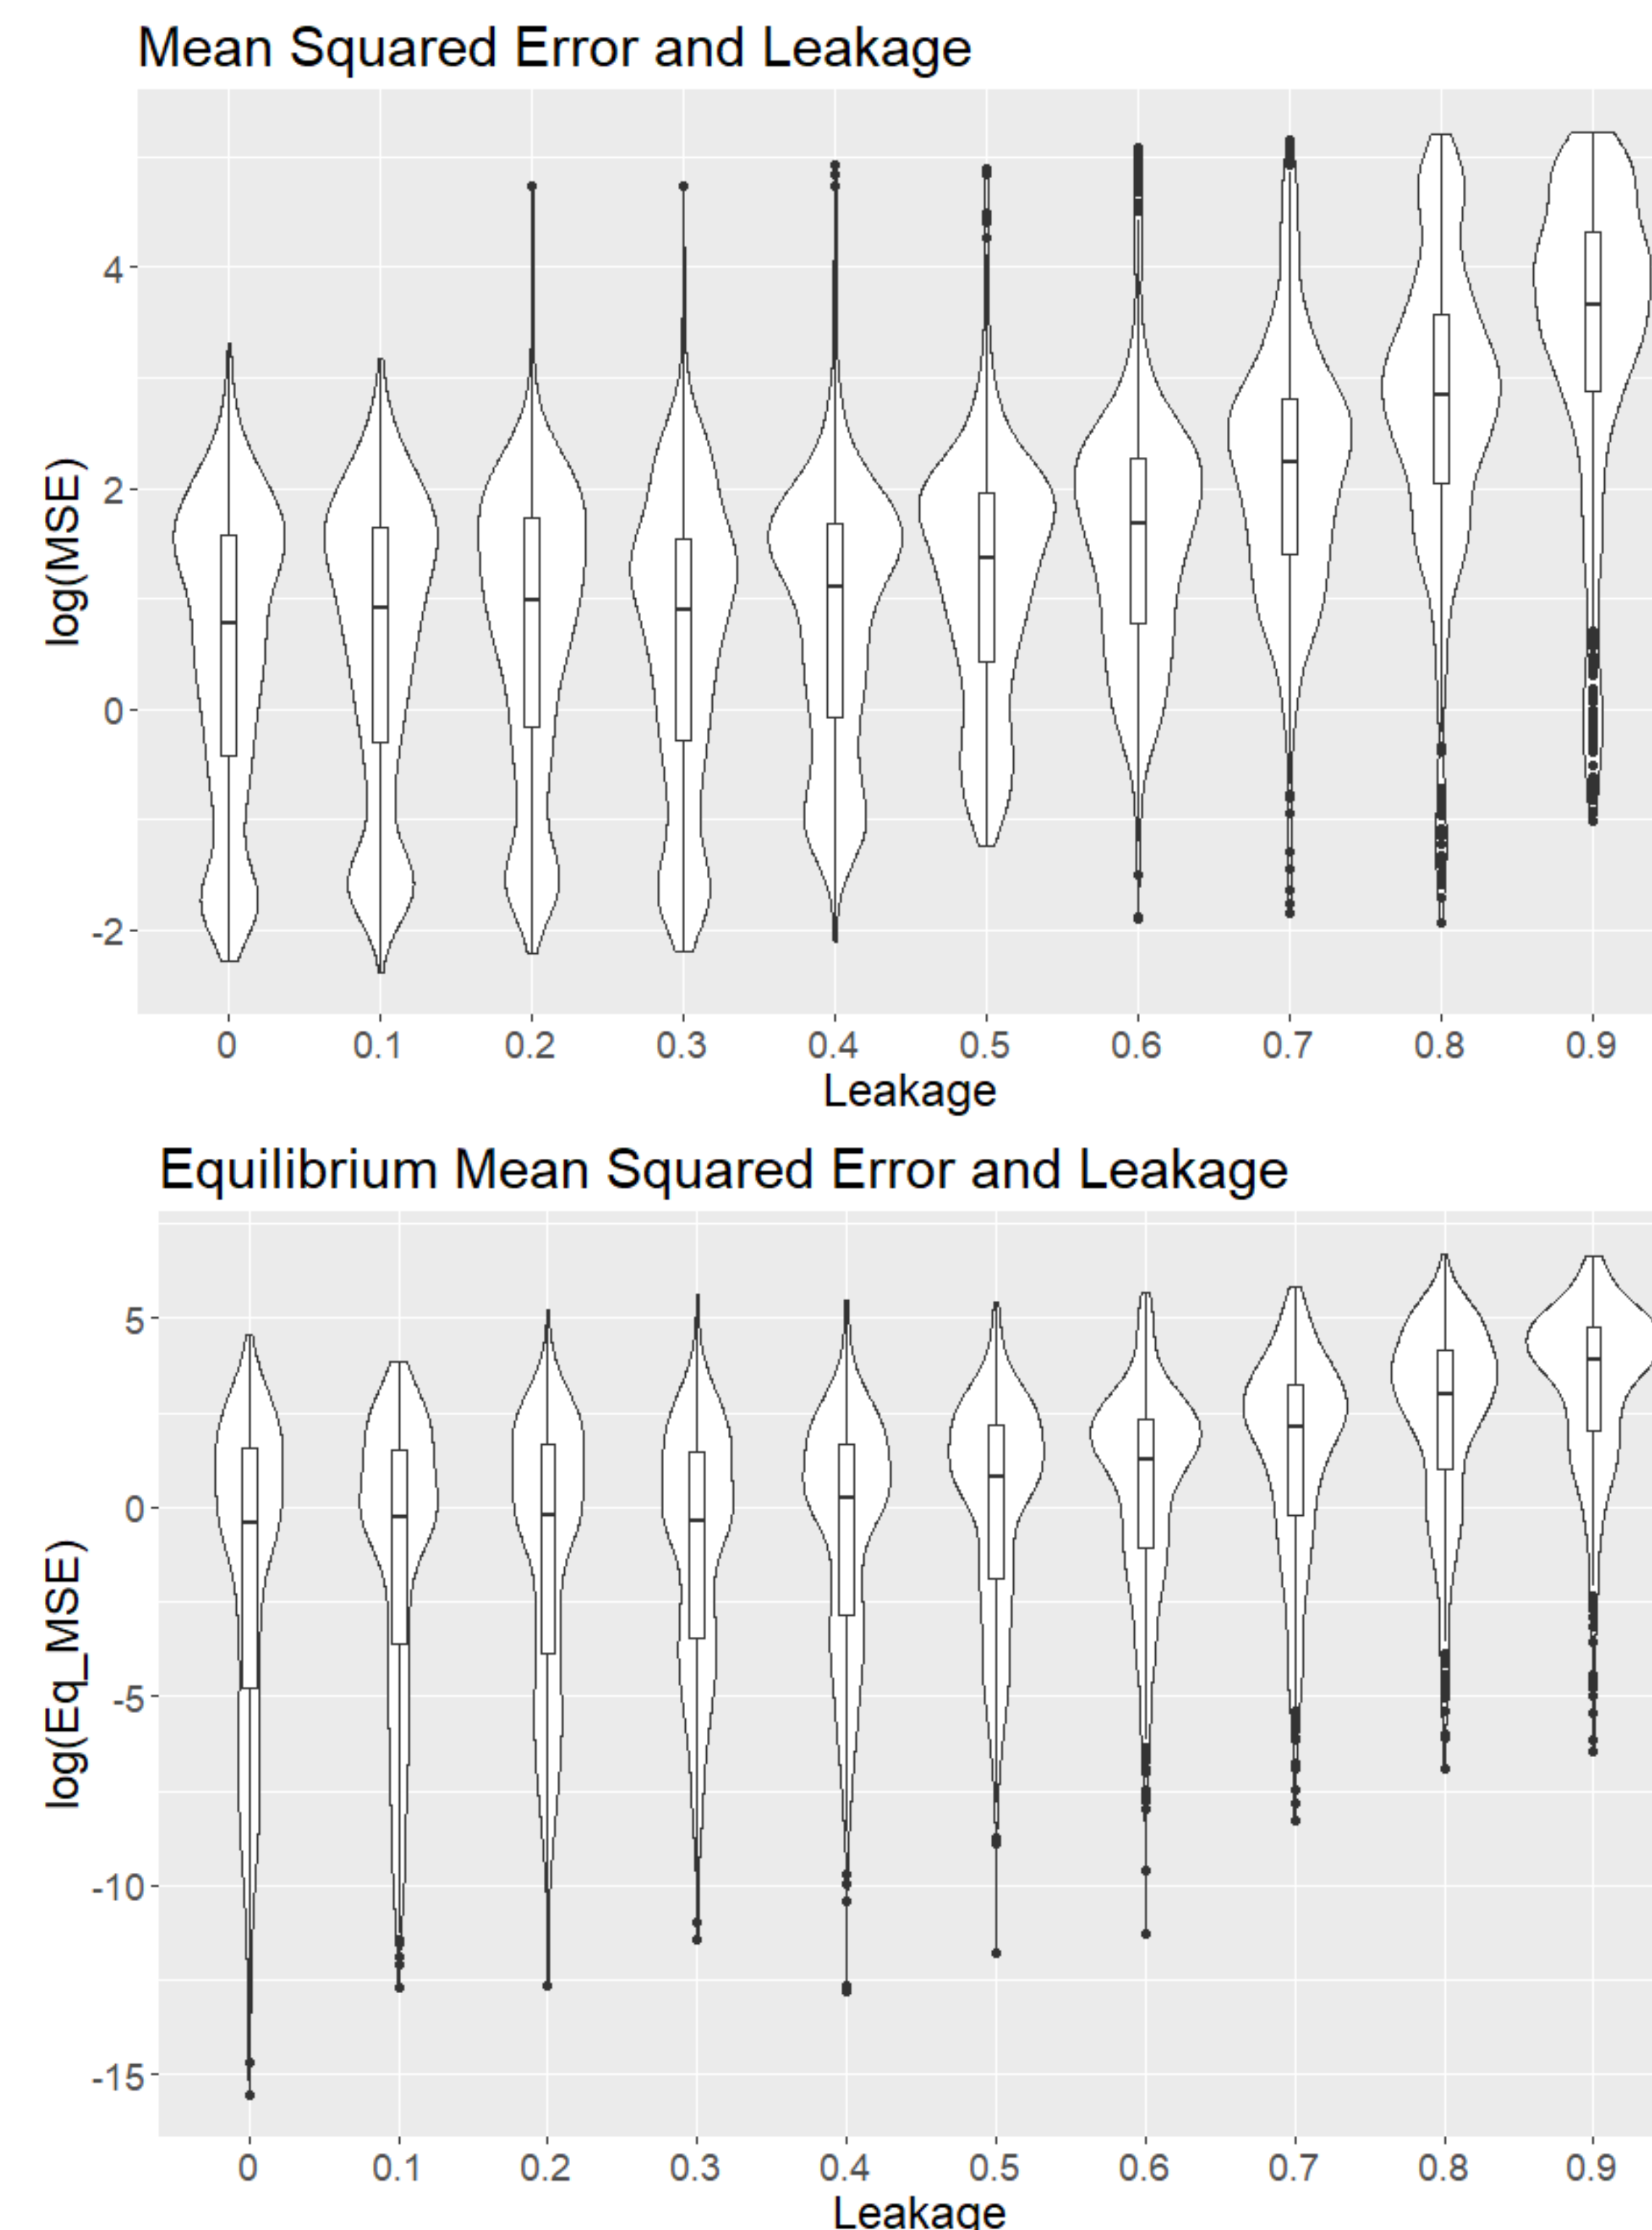 Mean Squared Error and Leakage
log(MSE)
4
2
0
-2
0 0.1 0.2 0.3 0.4 0.5 0.6 0.7 0.8 0.9
Leakage
Equilibrium Mean Squared Error and Leakage
log(Eq_MSE)
5
0
-5
-10
-15
0 0.1 0.2 0.3 0.4 0.5 0.6 0.7 0.8 0.9
Leakage